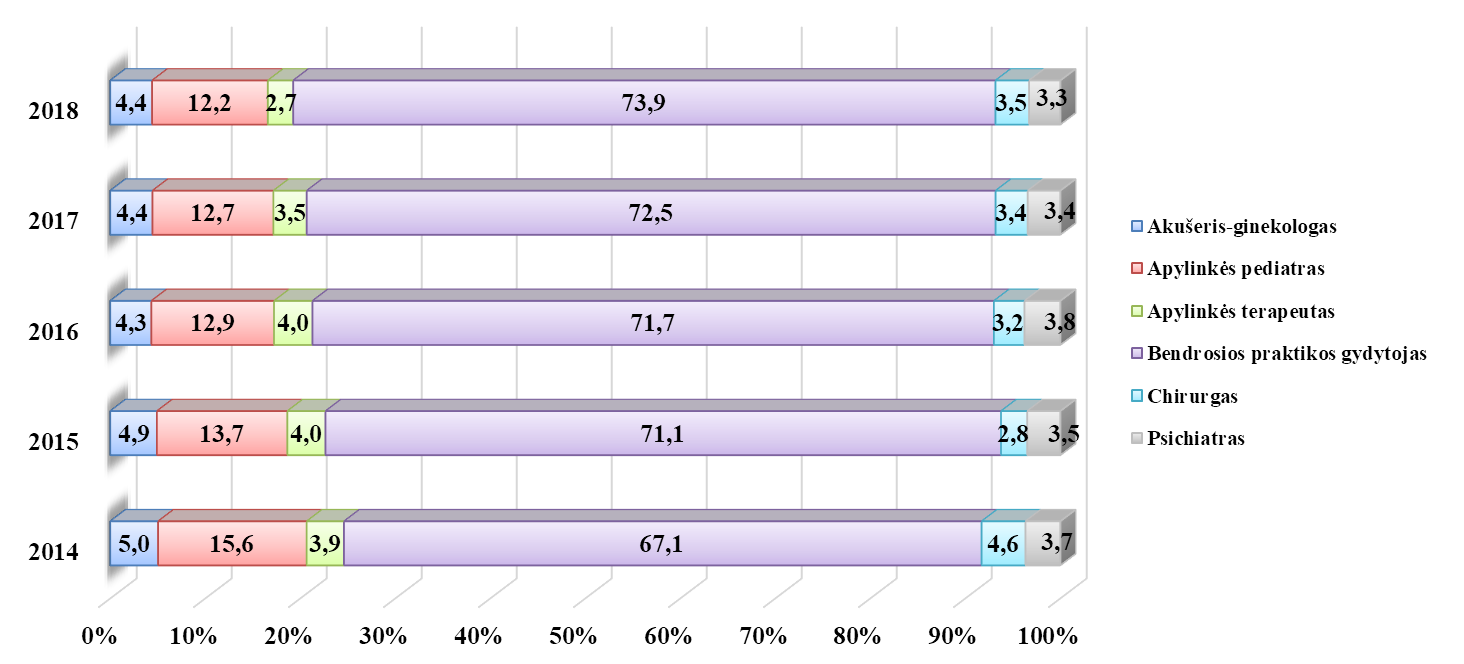 2018 4,4 12,2 2,7 73,9 3,5 3,3
2017 4,4 12,7 3,5 72,5 3,4 3,4
2016 4,3 12,9 4,0 71,7 3,2 3,8
2015 4,9 13,7 4,0 71,1 2,8 3,5
2014 5,0 15,6 3,9 67,1 4,6 3,7
0% 10% 20% 30% 40% 50% 60% 70% 80% 90% 100%
Akušeris-ginekologas
Apylinkės pediatras
Apylinkės terapeutas
Bendrosios praktikos gydytojas
Chirurgas
Psichiatras